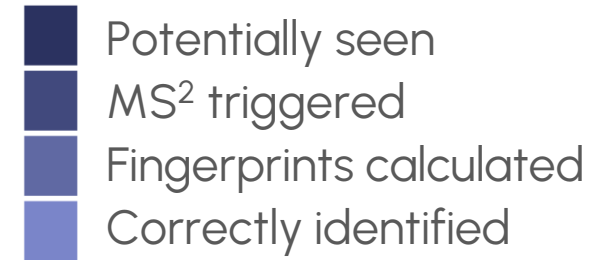 Potentially seen
MS² triggered
Fingerprints calculated
Correctly identified